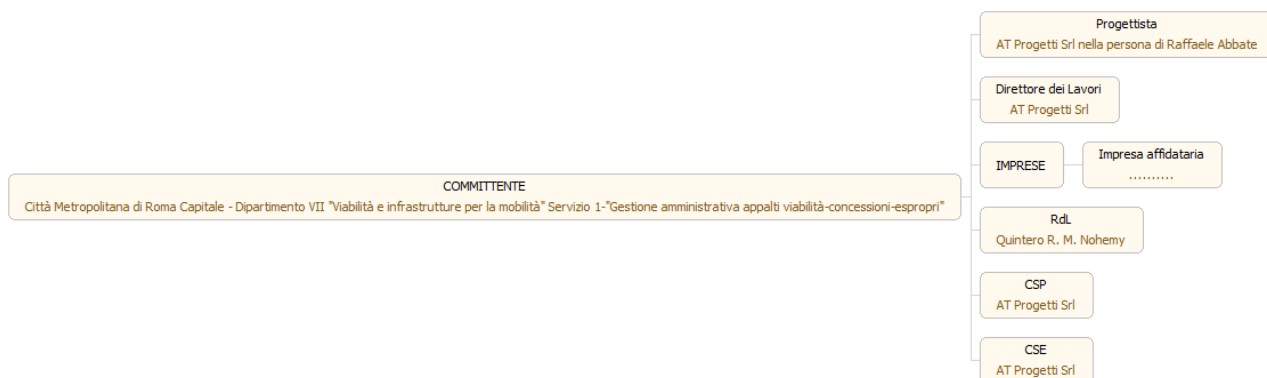 Progettista
AT Progetti Srl nella persona di Raffaele Abbate
Direttore dei Lavori
AT Progetti Srl
IMPRESE
Impresa affidataria
..........
COMMITTENTE
Città Metropolitana di Roma Capitale - Dipartimento VII "Viabilità e infrastrutture per la mobilità" Servizio 1-"Gestione amministrativa appalti viabilità-concessioni-espropri"
RdL
Quintero R. M. Nohemy
CSP
AT Progetti Srl
CSE
AT Progetti Srl